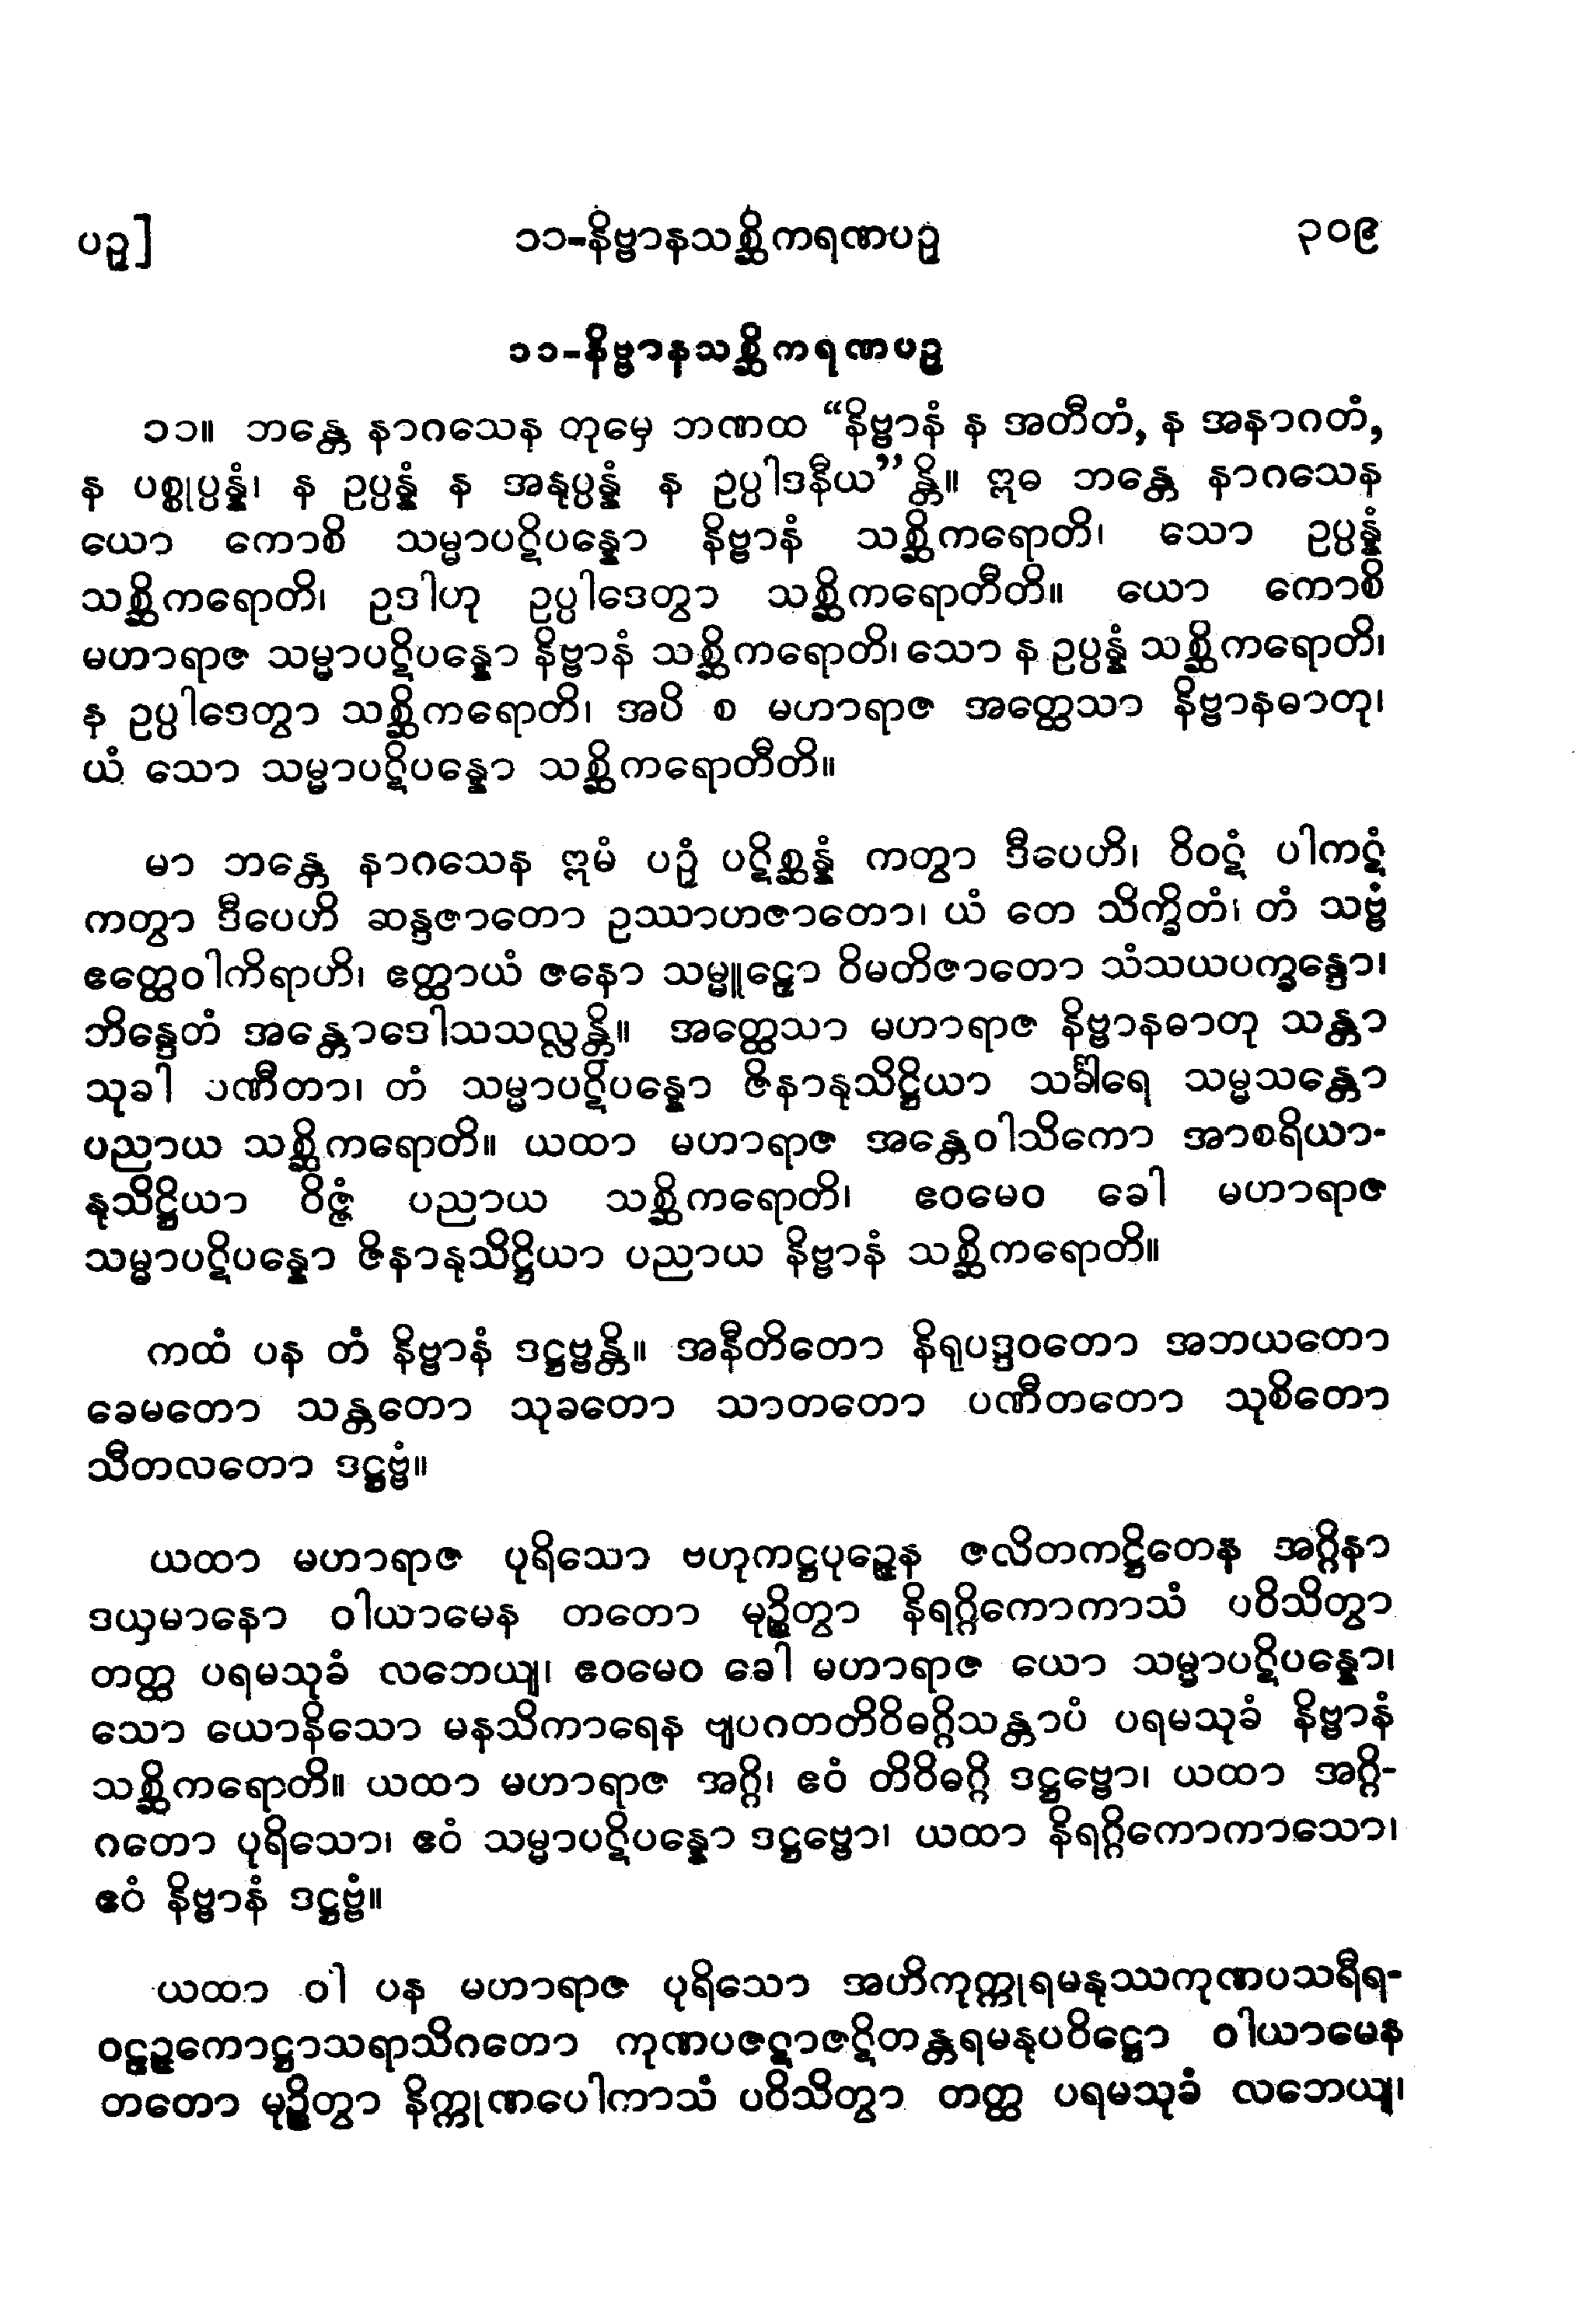 ပဥှ]
၁၁-နိဗ္ဗာနသစ္ဆိကရဏပဥှ
၃၀၉
၁၁-နိဗ္ဗာနသစ္ဆိကရဏပဥှ
၁၁။ ဘန္တေ နာဂသေန တုမှေ ဘဏထ “နိဗ္ဗာနံ န အတီတံ, န အနာဂတံ,
န ပစ္စုပ္ပန္နံ၊ န ဥပ္ပန္နံ န အနုပ္ပန္နံ န ဥပ္ပါဒနီယ”န္တိ။ ဣဓ ဘန္တေ နာဂသေန
ယော ကောစိ သမ္မာပဋိပန္နော နိဗ္ဗာနံ သစ္ဆိကရောတိ၊ သော ဥပ္ပန္နံ
သစ္ဆိကရောတိ၊ ဥဒါဟု ဥပ္ပါဒေတွာ သစ္ဆိကရောတီတိ။ ယော ကောစိ
မဟာရာဇ သမ္မာပဋိပန္နော နိဗ္ဗာနံ သစ္ဆိကရောတိ၊ သော န ဥပ္ပန္နံ သစ္ဆိကရောတိ၊
န ဥပ္ပါဒေတွာ သစ္ဆိကရောတိ၊ အပိ စ မဟာရာဇ အတ္ထေသာ နိဗ္ဗာနဓာတု၊
ယံ သော သမ္မာပဋိပန္နော သစ္ဆိကရောတီတိ။
မာ ဘန္တေ နာဂသေန ဣမံ ပဥှံ ပဋိစ္ဆန္နံ ကတွာ ဒီပေဟိ၊ ဝိဝဋံ ပါကဋံ
ကတွာ ဒီပေဟိ ဆန္ဒဇာတော ဥဿာဟဇာတော၊ ယံ တေ သိက္ခိတံ၊ တံ သဗ္ဗံ
ဧတ္ထေဝါကိရာဟိ၊ ဧတ္ထာယံ ဇနော သမ္မူဠှော ဝိမတိဇာတော သံသယပက္ခန္ဒော၊
ဘိန္ဒေတံ အန္တောဒေါသသလ္လန္တိ။ အတ္ထေသာ မဟာရာဇ နိဗ္ဗာနဓာတု သန္တာ
သုခါ ပဏီတာ၊ တံ သမ္မာပဋိပန္နော ဇိနာနုသိဋ္ဌိယာ သင်္ခါရေ သမ္မသန္တော
ပညာယ သစ္ဆိကရောတိ။ ယထာ မဟာရာဇ အန္တေဝါသိကော အာစရိယာ-
နုသိဋ္ဌိယာ ဝိဇ္ဇံ ပညာယ သစ္ဆိကရောတိ၊ ဧဝမေဝ ခေါ မဟာရာဇ
သမ္မာပဋိပန္နော ဇိနာနုသိဋ္ဌိယာ ပညာယ နိဗ္ဗာနံ သစ္ဆိကရောတိ။
ကထံ ပန တံ နိဗ္ဗာနံ ဒဋ္ဌဗ္ဗန္တိ။ အနီတိတော နိရုပဒ္ဒဝတော အဘယတော
ခေမတော သန္တတော သုခတော သာတတော ပဏီတတော သုစိတော
သီတလတော ဒဋ္ဌဗ္ဗံ။
ယထာ မဟာရာဇ ပုရိသော ဗဟုကဋ္ဌပုဉ္ဇေန ဇလိတကဋ္ဌိတေန အဂ္ဂိနာ
ဒယှမာနော ဝါယာမေန တတော မုဉ္စိတွာ နိရဂ္ဂိကောကာသံ ပဝိသိတွာ
တတ္ထ ပရမသုခံ လဘေယျ၊ ဧဝမေဝ ခေါ မဟာရာဇ ယော သမ္မာပဋိပန္နော၊
သော ယောနိသော မနသိကာရေန ဗျပဂတတိဝိဓဂ္ဂိသန္တာပံ ပရမသုခံ နိဗ္ဗာနံ
သစ္ဆိကရောတိ။ ယထာ မဟာရာဇ အဂ္ဂိ၊ ဧဝံ တိဝိဓဂ္ဂိ ဒဋ္ဌဗ္ဗော၊ ယထာ အဂ္ဂိ-
ဂတော ပုရိသော၊ ဧဝံ သမ္မာပဋိပန္နော ဒဋ္ဌဗ္ဗော၊ ယထာ နိရဂ္ဂိကောကာသော၊
ဧဝံ နိဗ္ဗာနံ ဒဋ္ဌဗ္ဗံ။
ယထာ ဝါ ပန မဟာရာဇ ပုရိသော အဟိကုက္ကုရမနုဿကုဏပသရီရ-
ဝဋ္ဋဉ္စကောဋ္ဌာသရာသိဂတော ကုဏပဇဋာဇဋိတန္တရမနုပဝိဋ္ဌော ဝါယာမေန
တတော မုဉ္စိတွာ နိက္ကုဏပေါကာသံ ပဝိသိတွာ တတ္ထ ပရမသုခံ လဘေယျ၊